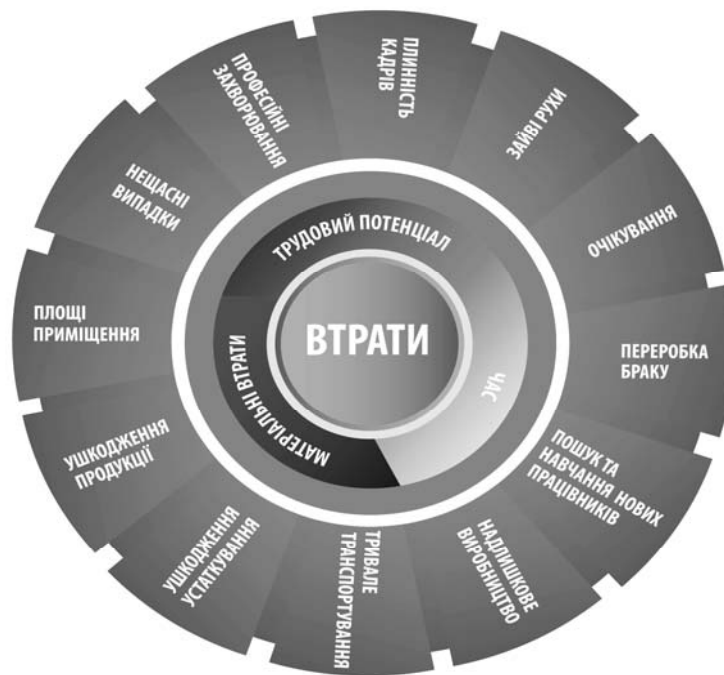 ВТРАТИ
ТРУДОВИЙ ПОТЕНЦІАЛ
ЧАС
МАТЕРІАЛЬНІ ВТРАТИ
ПЛИННІСТЬ
КАДРІВ
ЗАЙВІ РУХИ
ОЧІКУВАННЯ
ПЕРЕРОБКА
БРАКУ
ПОШУК ТА
НАВЧАННЯ НОВИХ
ПРАЦІВНИКІВ
НАДЛИШКОВЕ
ВИРОБНИЦТВО
ТРИВАЛЕ
ТРАНСПОРТУВАННЯ
УШКОДЖЕННЯ
УСТАТКУВАННЯ
УШКОДЖЕННЯ
ПРОДУКЦІЇ
ПЛОЩІ
ПРИМІЩЕННЯ
НЕЩАСНІ
ВИПАДКИ
ПРОФЕСІЙНІ
ЗАХВОРЮВАННЯ